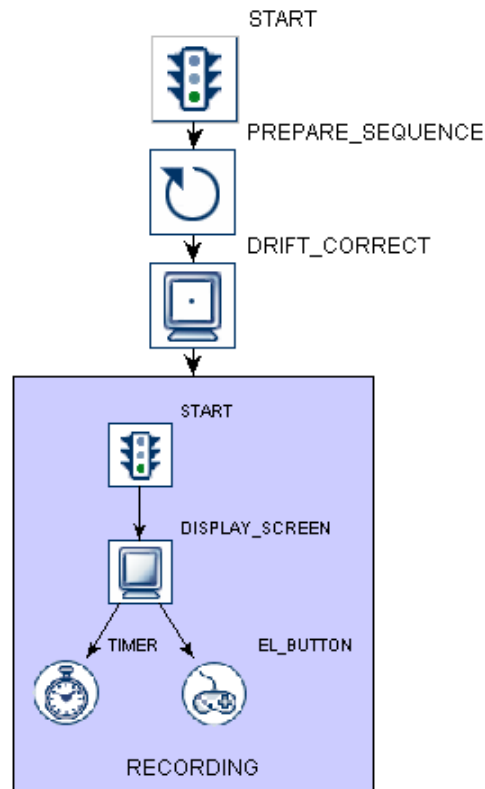 START
PREPARE_SEQUENCE
DRIFT_CORRECT
START
DISPLAY_SCREEN
TIMER
EL_BUTTON
RECORDING